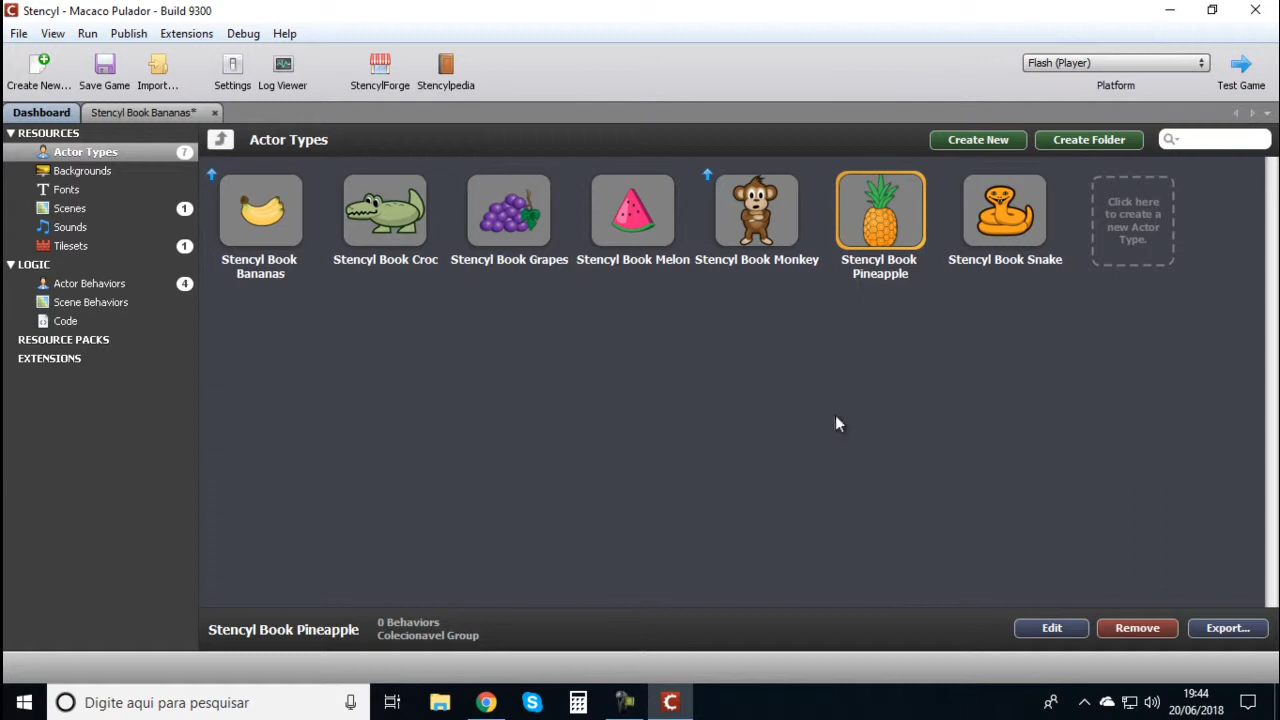 Stencyl - Macaco Pulador - Build 9300
File View Run Publish Extensions Debug Help
Create New... Save Game Import... Settings Log Viewer StencylForge Stencylpedia
Flash (Player)
Platform
Test Game
Dashboard
Stencyl Book Bananas*
RESOURCES
Actor Types 7
Backgrounds
Fonts
Scenes 1
Sounds
Tilesets 1
LOGIC
Actor Behaviors 4
Scene Behaviors
Code
RESOURCE PACKS
EXTENSIONS
Actor Types
Create New
Create Folder
Stencyl Book
Bananas
Stencyl Book Croc
Stencyl Book Grapes
Stencyl Book Melon
Stencyl Book Monkey
Stencyl Book
Pineapple
Stencyl Book Snake
Click here
to create a
new Actor
Type.
Stencyl Book Pineapple
0 Behaviors
Colecionavel Group
Edit
Remove
Export...
Digite aqui para pesquisar
19:44
20/06/2018